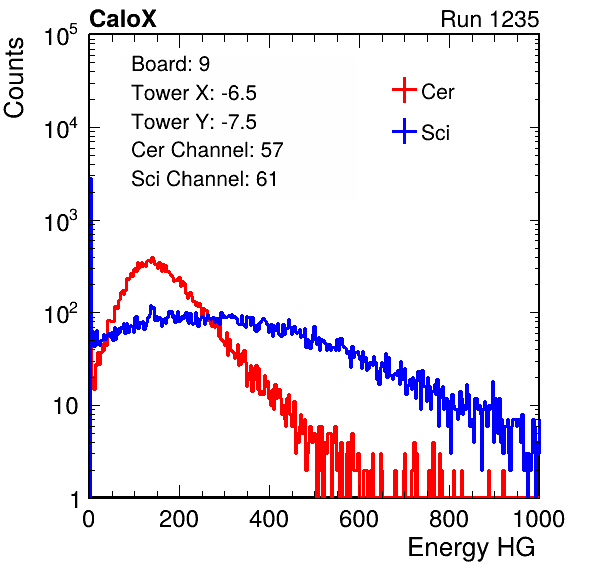 CaloX Run 1235
Counts
Board: 9
Tower X: -6.5
Tower Y: -7.5
Cer Channel: 57
Sci Channel: 61
Cer
Sci
10^5
10^4
10^3
10^2
10
1
0 200 400 600 800 1000
Energy HG